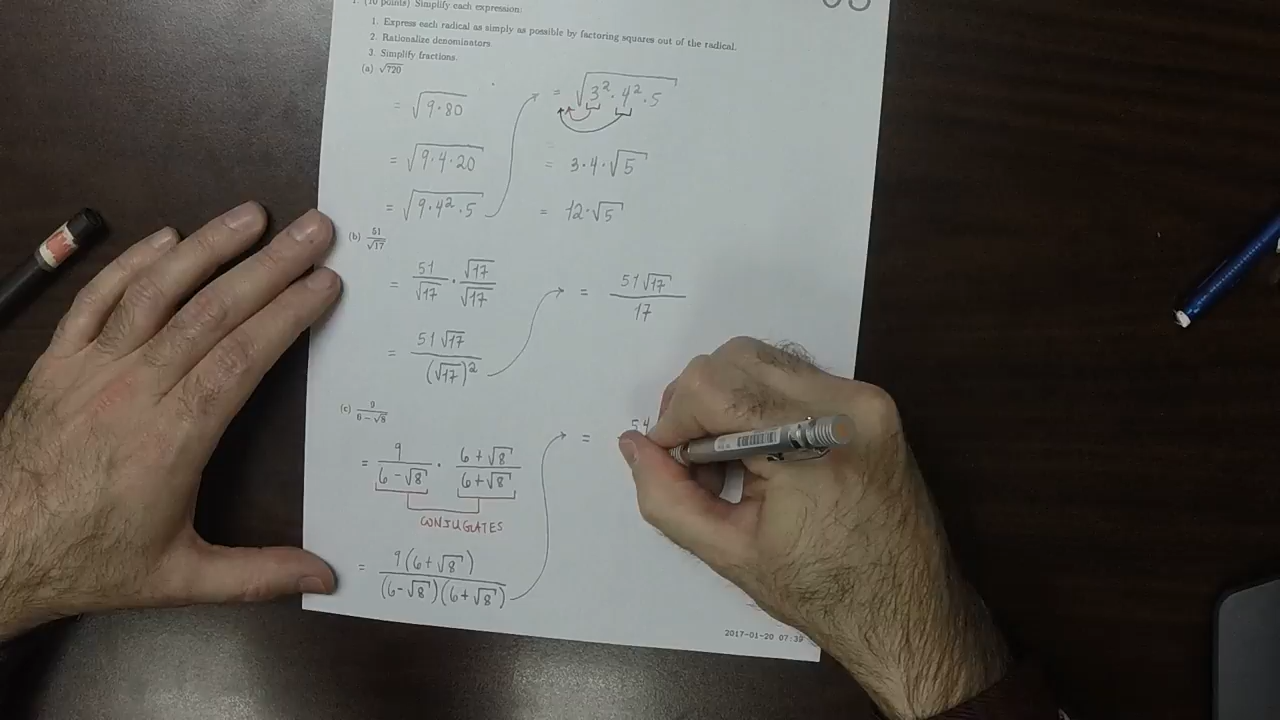 1. (10 points) Simplify each expression:
1. Express each radical as simply as possible by factoring squares out of the radical.
2. Rationalize denominators
3. Simplify fractions.
(a) √720
= √9·80
= √9·4·20
= √9·4²·5
= √3²·4²·5
= 3·4·√5
= 12·√5
(b) 51/√17
= 51/√17 · √17/√17
= 51√17/(√17)²
= 51√17/17
(c) 9/6−√8
= 9/6−√8 · 6+√8/6+√8
CONJUGATES
= 9(6+√8)/(6−√8)(6+√8)
= 54
2017-01-20 07:39